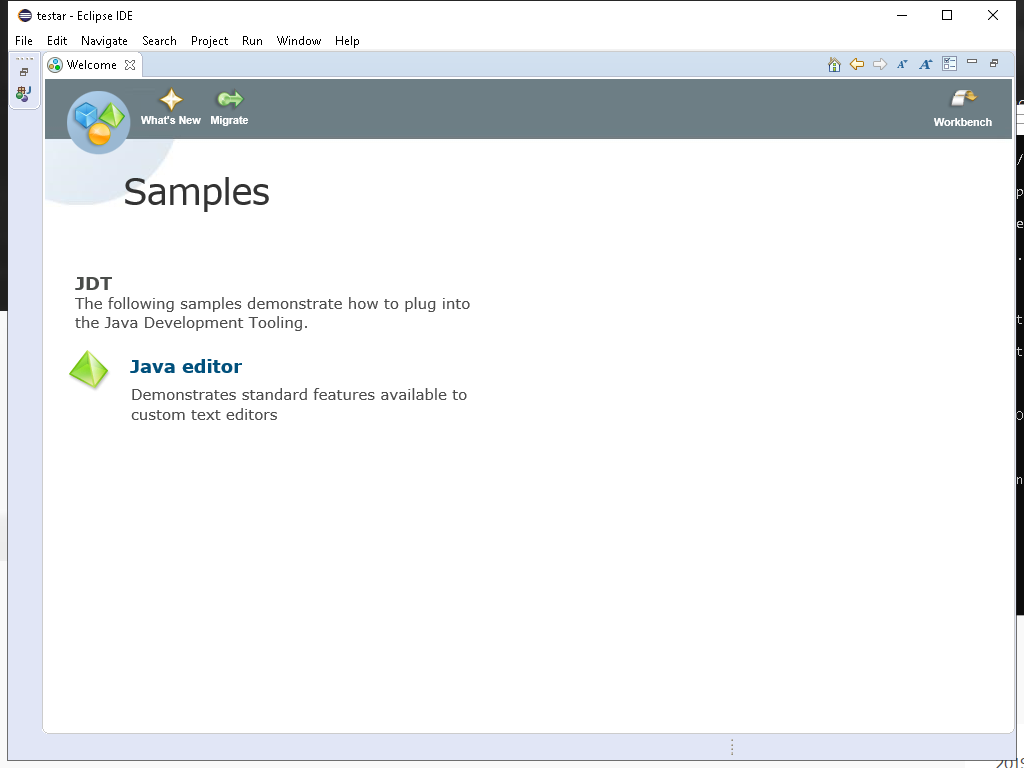 testar - Eclipse IDE
File Edit Navigate Search Project Run Window Help
Welcome
What's New Migrate Workbench
Samples
JDT
The following samples demonstrate how to plug into
the Java Development Tooling.
Java editor
Demonstrates standard features available to
custom text editors